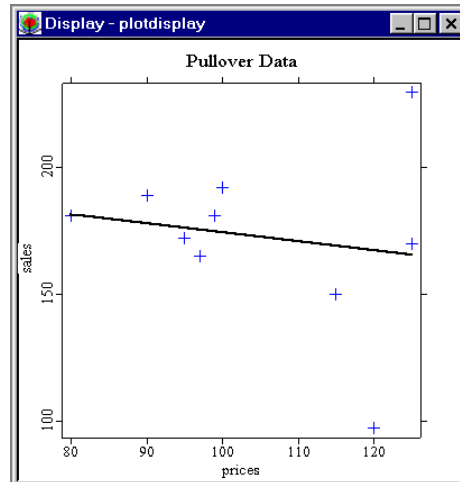 Display - plotdisplay
Pullover Data
200
150
100
sales
80 90 100 110 120
prices